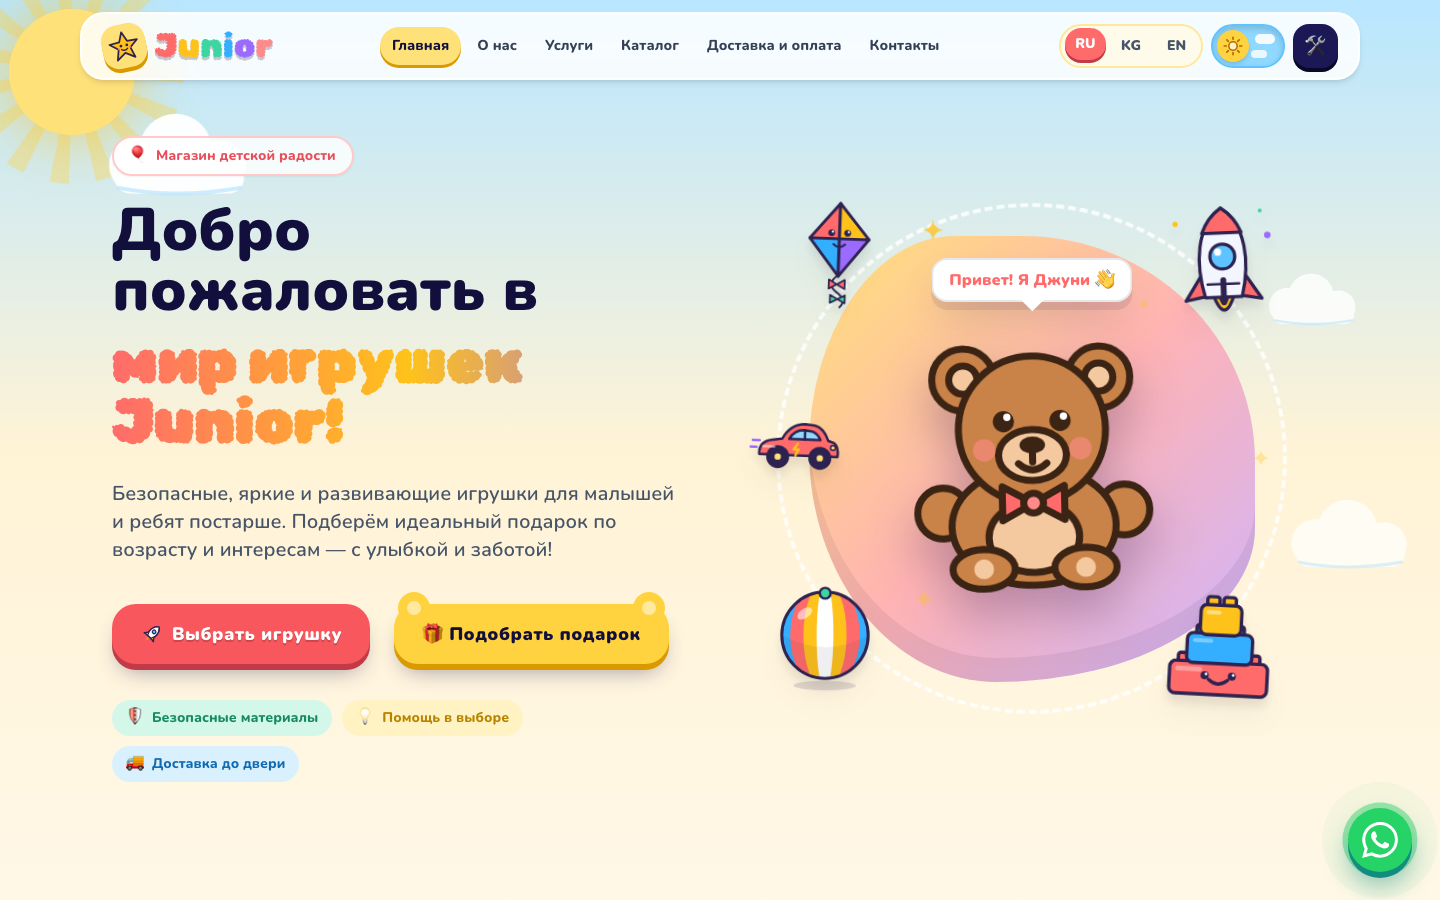 Junior
Главная
О нас
Услуги
Каталог
Доставка и оплата
Контакты
RU
KG
EN
Магазин детской радости
Добро
пожаловать в
мир игрушек
Junior!
Безопасные, яркие и развивающие игрушки для малышей
и ребят постарше. Подберём идеальный подарок по
возрасту и интересам — с улыбкой и заботой!
Выбрать игрушку
Подобрать подарок
Безопасные материалы
Помощь в выборе
Доставка до двери
Привет! Я Джуни 👋